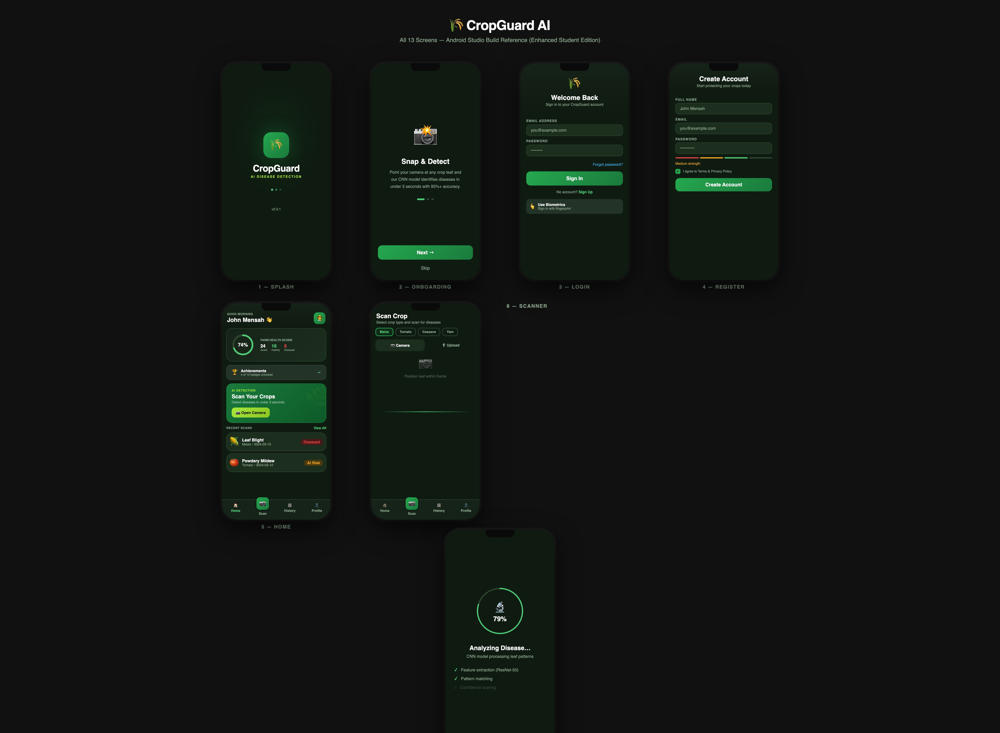 CropGuard AI
All 13 Screens — Android Studio Build Reference (Enhanced Student Edition)
CropGuard
AI DISEASE DETECTION
v2.3.1
1 — SPLASH
Snap & Detect
Point your camera at any crop leaf and
our CNN model identifies diseases in
under 3 seconds with 95%+ accuracy.
Next →
Skip
2 — ONBOARDING
Welcome Back
Sign in to your CropGuard account
EMAIL ADDRESS
you@example.com
PASSWORD
••••••••
Forgot password?
Sign In
No account? Sign Up
Use Biometrics
Sign in with fingerprint
3 — LOGIN
Create Account
Start protecting your crops today
FULL NAME
John Mensah
EMAIL
you@example.com
PASSWORD
••••••••••
Medium strength
✓ I agree to Terms & Privacy Policy
Create Account
4 — REGISTER
GOOD MORNING
John Mensah 👋
74%
FARM HEALTH SCORE
24 16 8
Scans Healthy Diseased
Achievements
4 of 10 badges unlocked
→
AI DETECTION
Scan Your Crops
Detect diseases in under 3 seconds
Open Camera
RECENT SCANS View All
Leaf Blight
Maize • 2024-03-15
Diseased
Powdery Mildew
Tomato • 2024-03-12
At Risk
Home Scan History Profile
5 — HOME
Scan Crop
Select crop type and scan for diseases
Maize Tomato Cassava Yam
Camera ⬆ Upload
Position leaf within frame
Home Scan History Profile
6 — SCANNER
79%
Analyzing Disease...
CNN model processing leaf patterns
✓ Feature extraction (ResNet-50)
✓ Pattern matching
○ Confidence scoring